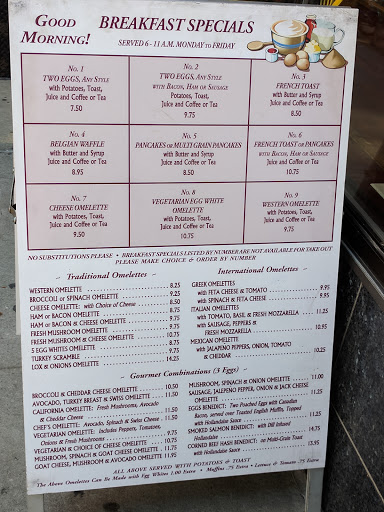 GOOD MORNING!
BREAKFAST SPECIALS
SERVED 6 - 11 A.M. MONDAY TO FRIDAY
No. 1
TWO EGGS, ANY STYLE
with Potatoes, Toast,
Juice and Coffee or Tea
7.50
No. 2
TWO EGGS, ANY STYLE
WITH BACON, HAM OR SAUSAGE
Potatoes, Toast,
Juice and Coffee or Tea
9.75
No. 3
FRENCH TOAST
with Butter and Syrup
Juice and Coffee or Tea
8.50
No. 4
BELGIAN WAFFLE
with Butter and Syrup
Juice and Coffee or Tea
8.95
No. 5
PANCAKES OR MULTI GRAIN PANCAKES
with Butter and Syrup
Juice and Coffee or Tea
8.50
No. 6
FRENCH TOAST OR PANCAKES
WITH BACON, HAM OR SAUSAGE
Juice and Coffee or Tea
10.75
No. 7
CHEESE OMELETTE
with Potatoes, Toast,
Juice and Coffee or Tea
9.50
No. 8
VEGETARIAN EGG WHITE
OMELETTE
with Potatoes, Toast,
Juice and Coffee or Tea
10.75
No. 9
WESTERN OMELETTE
with Potatoes, Toast,
Juice and Coffee or Tea
9.75
NO SUBSTITUTIONS PLEASE • BREAKFAST SPECIALS LISTED BY NUMBER ARE NOT AVAILABLE FOR TAKE OUT
PLEASE MAKE CHOICE & ORDER BY NUMBER
Traditional Omelettes
WESTERN OMELETTE 8.25
BROCCOLI or SPINACH OMELETTE 9.25
CHEESE OMELETTE: with Choice of Cheese 8.50
HAM or BACON OMELETTE 8.75
HAM or BACON & CHEESE OMELETTE 9.75
FRESH MUSHROOM OMELETTE 9.25
FRESH MUSHROOM & CHEESE OMELETTE 10.75
3 EGG WHITES OMELETTE 8.75
TURKEY SCRAMBLE 9.25
LOX & ONIONS OMELETTE 14.25
International Omelettes
GREEK OMELETTES
with FETA CHEESE & TOMATO 9.95
with SPINACH & FETA CHEESE 9.95
ITALIAN OMELETTES
with TOMATO, BASIL & FRESH MOZZARELLA 11.25
with SAUSAGE, PEPPERS &
FRESH MOZZARELLA 10.95
MEXICAN OMELETTE
with JALAPEÑO PEPPERS, ONION, TOMATO
& CHEDDAR 10.25
Gourmet Combinations (3 Eggs)
BROCCOLI & CHEDDAR CHEESE OMELETTE 10.50
AVOCADO, TURKEY BREAST & SWISS OMELETTE 11.50
CALIFORNIA OMELETTE: Fresh Mushrooms, Avocado
& Cheddar Cheese 11.50
CHEF'S OMELETTE: Avocado, Spinach & Swiss Cheese 11.50
VEGETARIAN OMELETTE: Includes Peppers, Tomatoes,
Onions & Fresh Mushrooms 9.75
VEGETARIAN & CHOICE OF CHEESE OMELETTE 10.75
MUSHROOM, SPINACH & GOAT CHEESE OMELETTE 11.75
GOAT CHEESE, MUSHROOM & AVOCADO OMELETTE 11.95
MUSHROOM, SPINACH & ONION OMELETTE 11.00
SAUSAGE, JALAPEÑO PEPPER, ONION & JACK CHEESE
OMELETTE 11.25
EGGS BENEDICT: Two Poached Eggs with Canadian
Bacon, served over Toasted English Muffins, Topped
with Hollandaise Sauce 11.25
SMOKED SALMON BENEDICT: with Dill Infused
Hollandaise 14.75
CORNED BEEF HASH BENEDICT: on Multi-Grain Toast
with Hollandaise Sauce 13.95
ALL ABOVE SERVED WITH POTATOES & TOAST
The Above Omelettes Can Be Made with Egg Whites 1.00 Extra • Muffins .75 Extra • Lettuce & Tomato .75 Extra